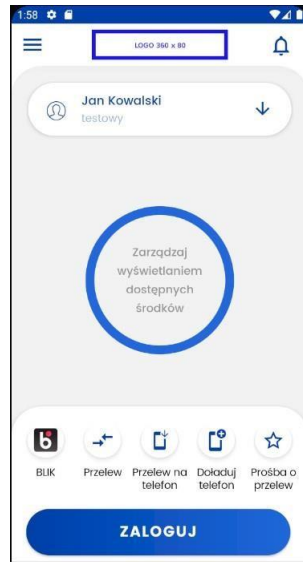 1:58
LOGO 360 x 80
Jan Kowalski
testowy
Zarządzaj
wyświetlaniem
dostępnych
środków
BLIK
Przelew
Przelew na
telefon
Doładuj
telefon
Prośba o
przelew
ZALOGUJ